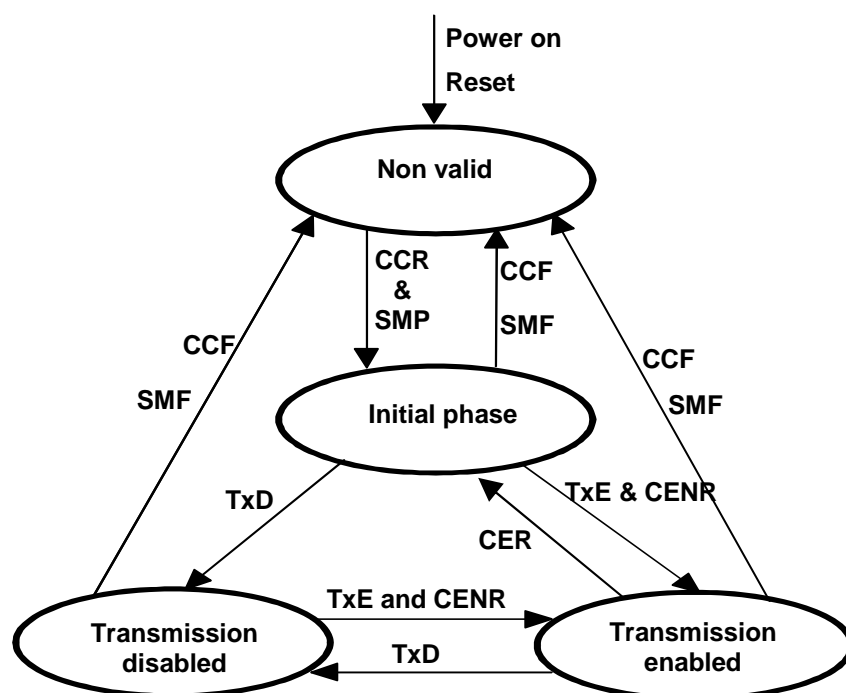 Power on
Reset
Non valid
CCR
&
SMP
CCF
SMF
CCF
SMF
CCF
SMF
Initial phase
TxD
TxE & CENR
CER
TxE and CENR
Transmission
disabled
TxD
Transmission
enabled